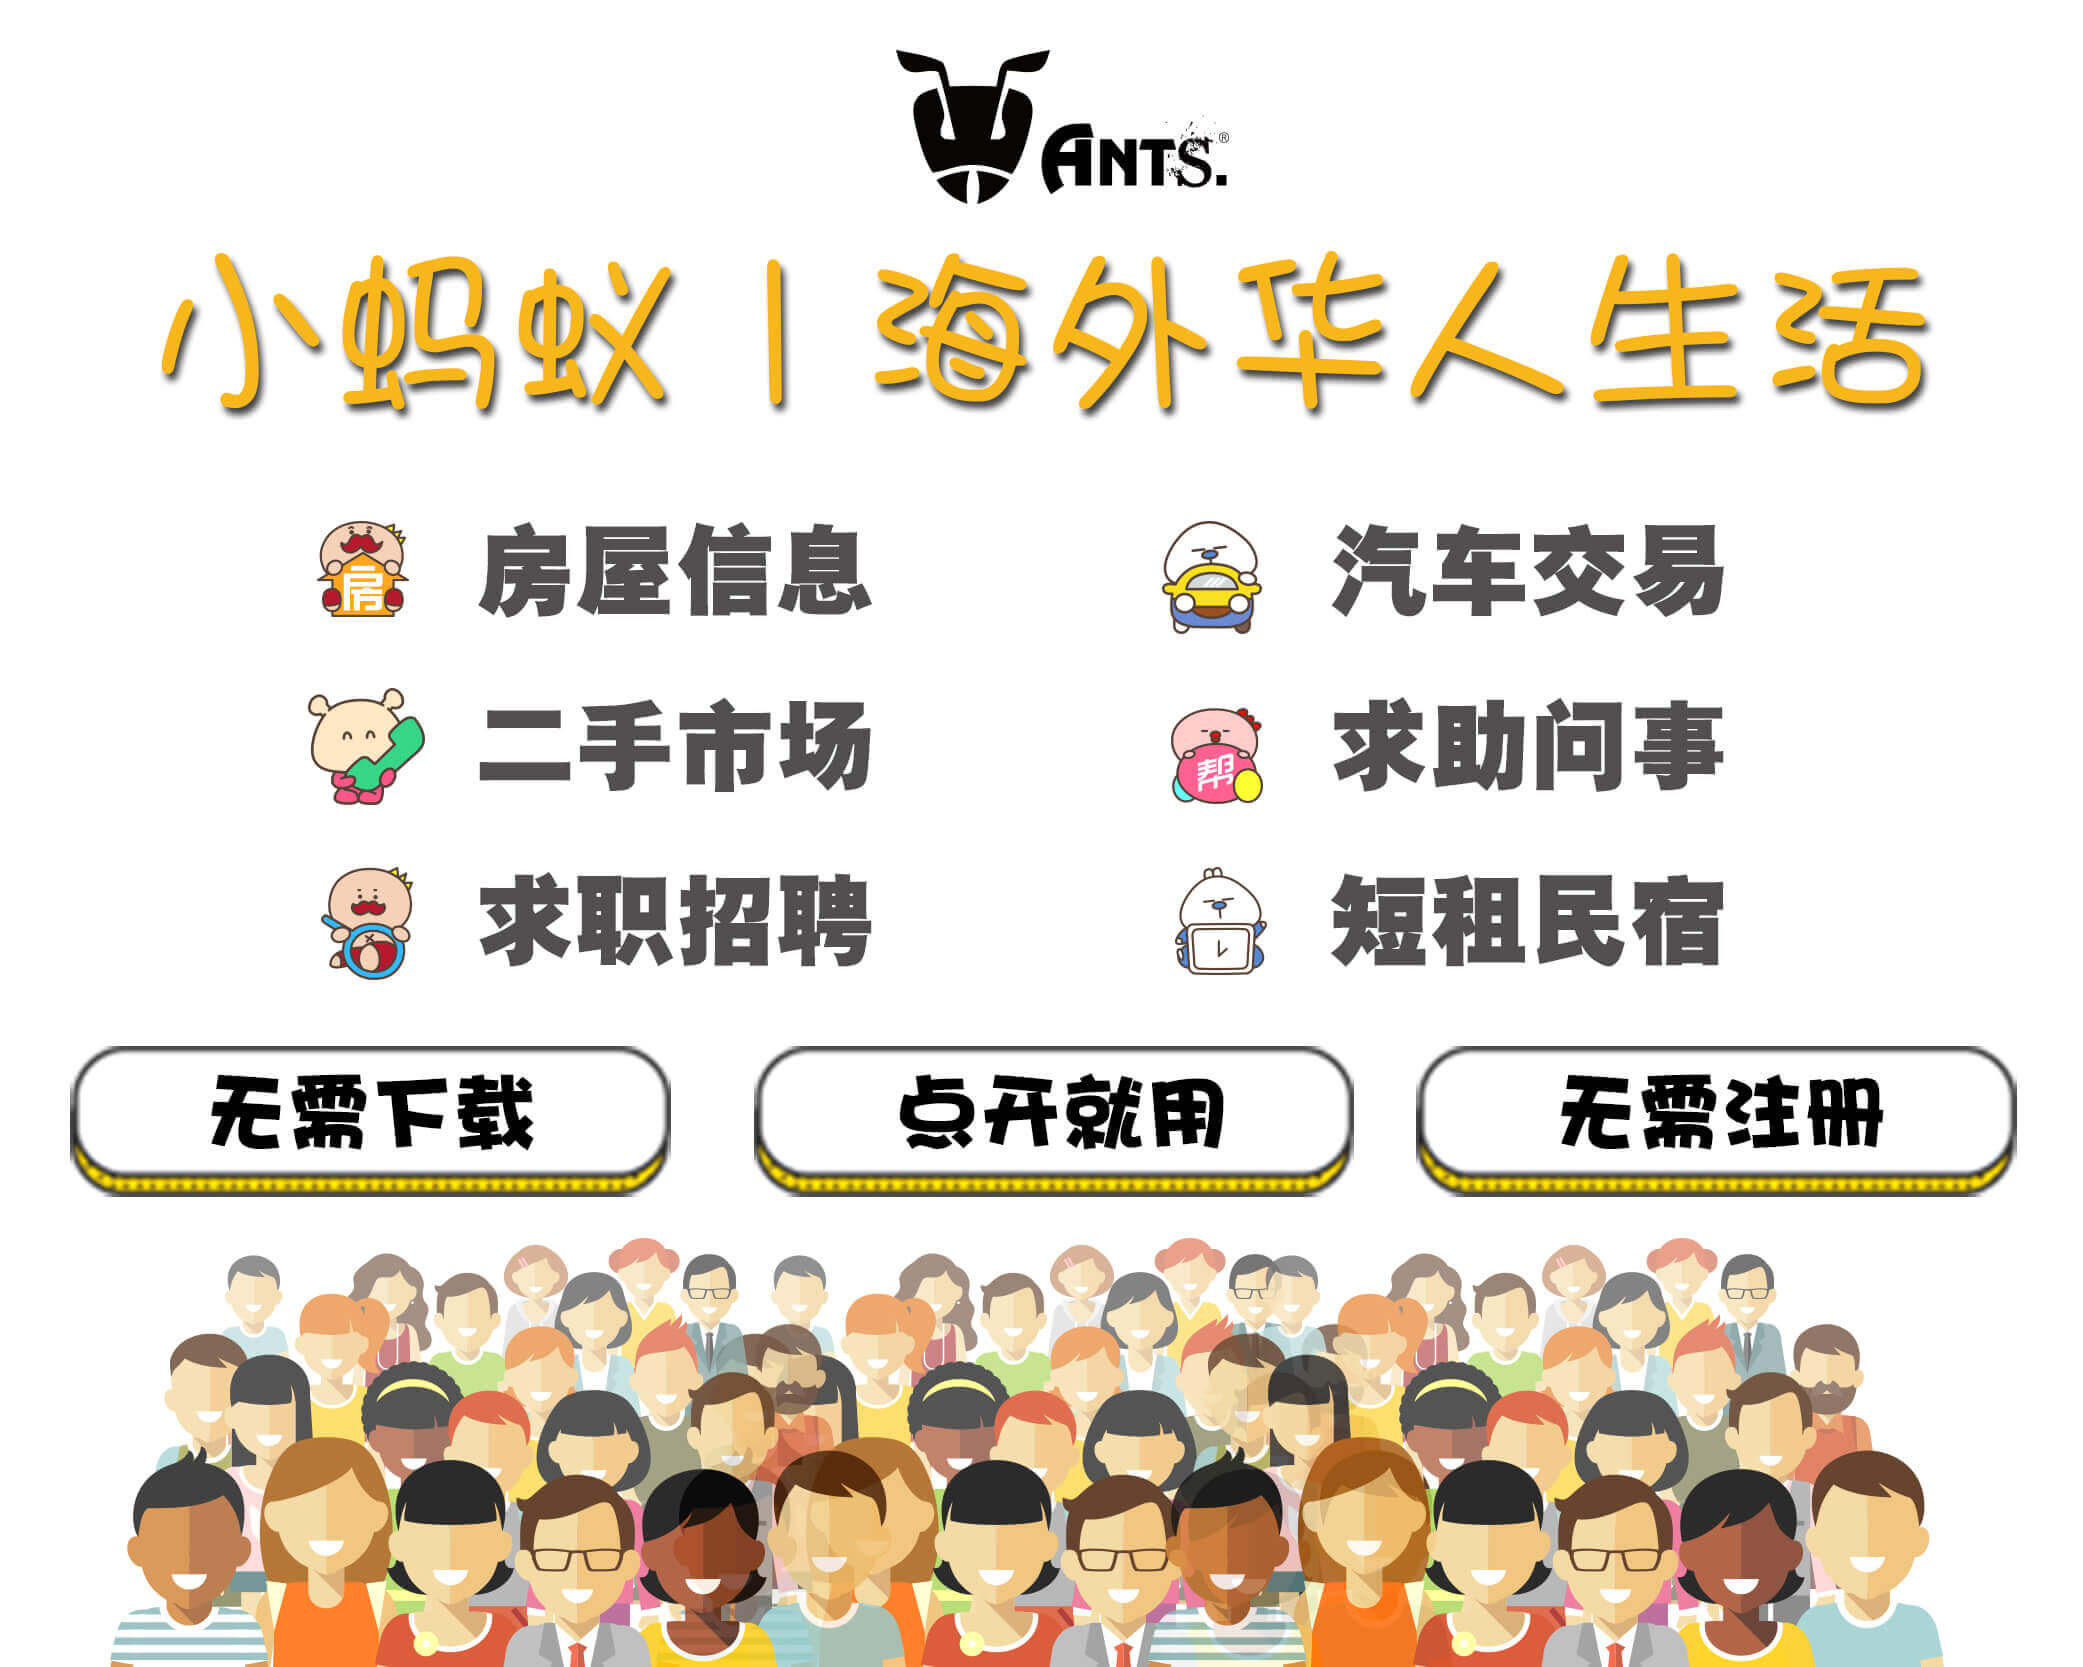 ANTS.®
小蚂蚁丨海外华人生活
房 房屋信息 汽车交易
二手市场 帮 求助问事
求职招聘 短租民宿
无需下载 点开就用 无需注册